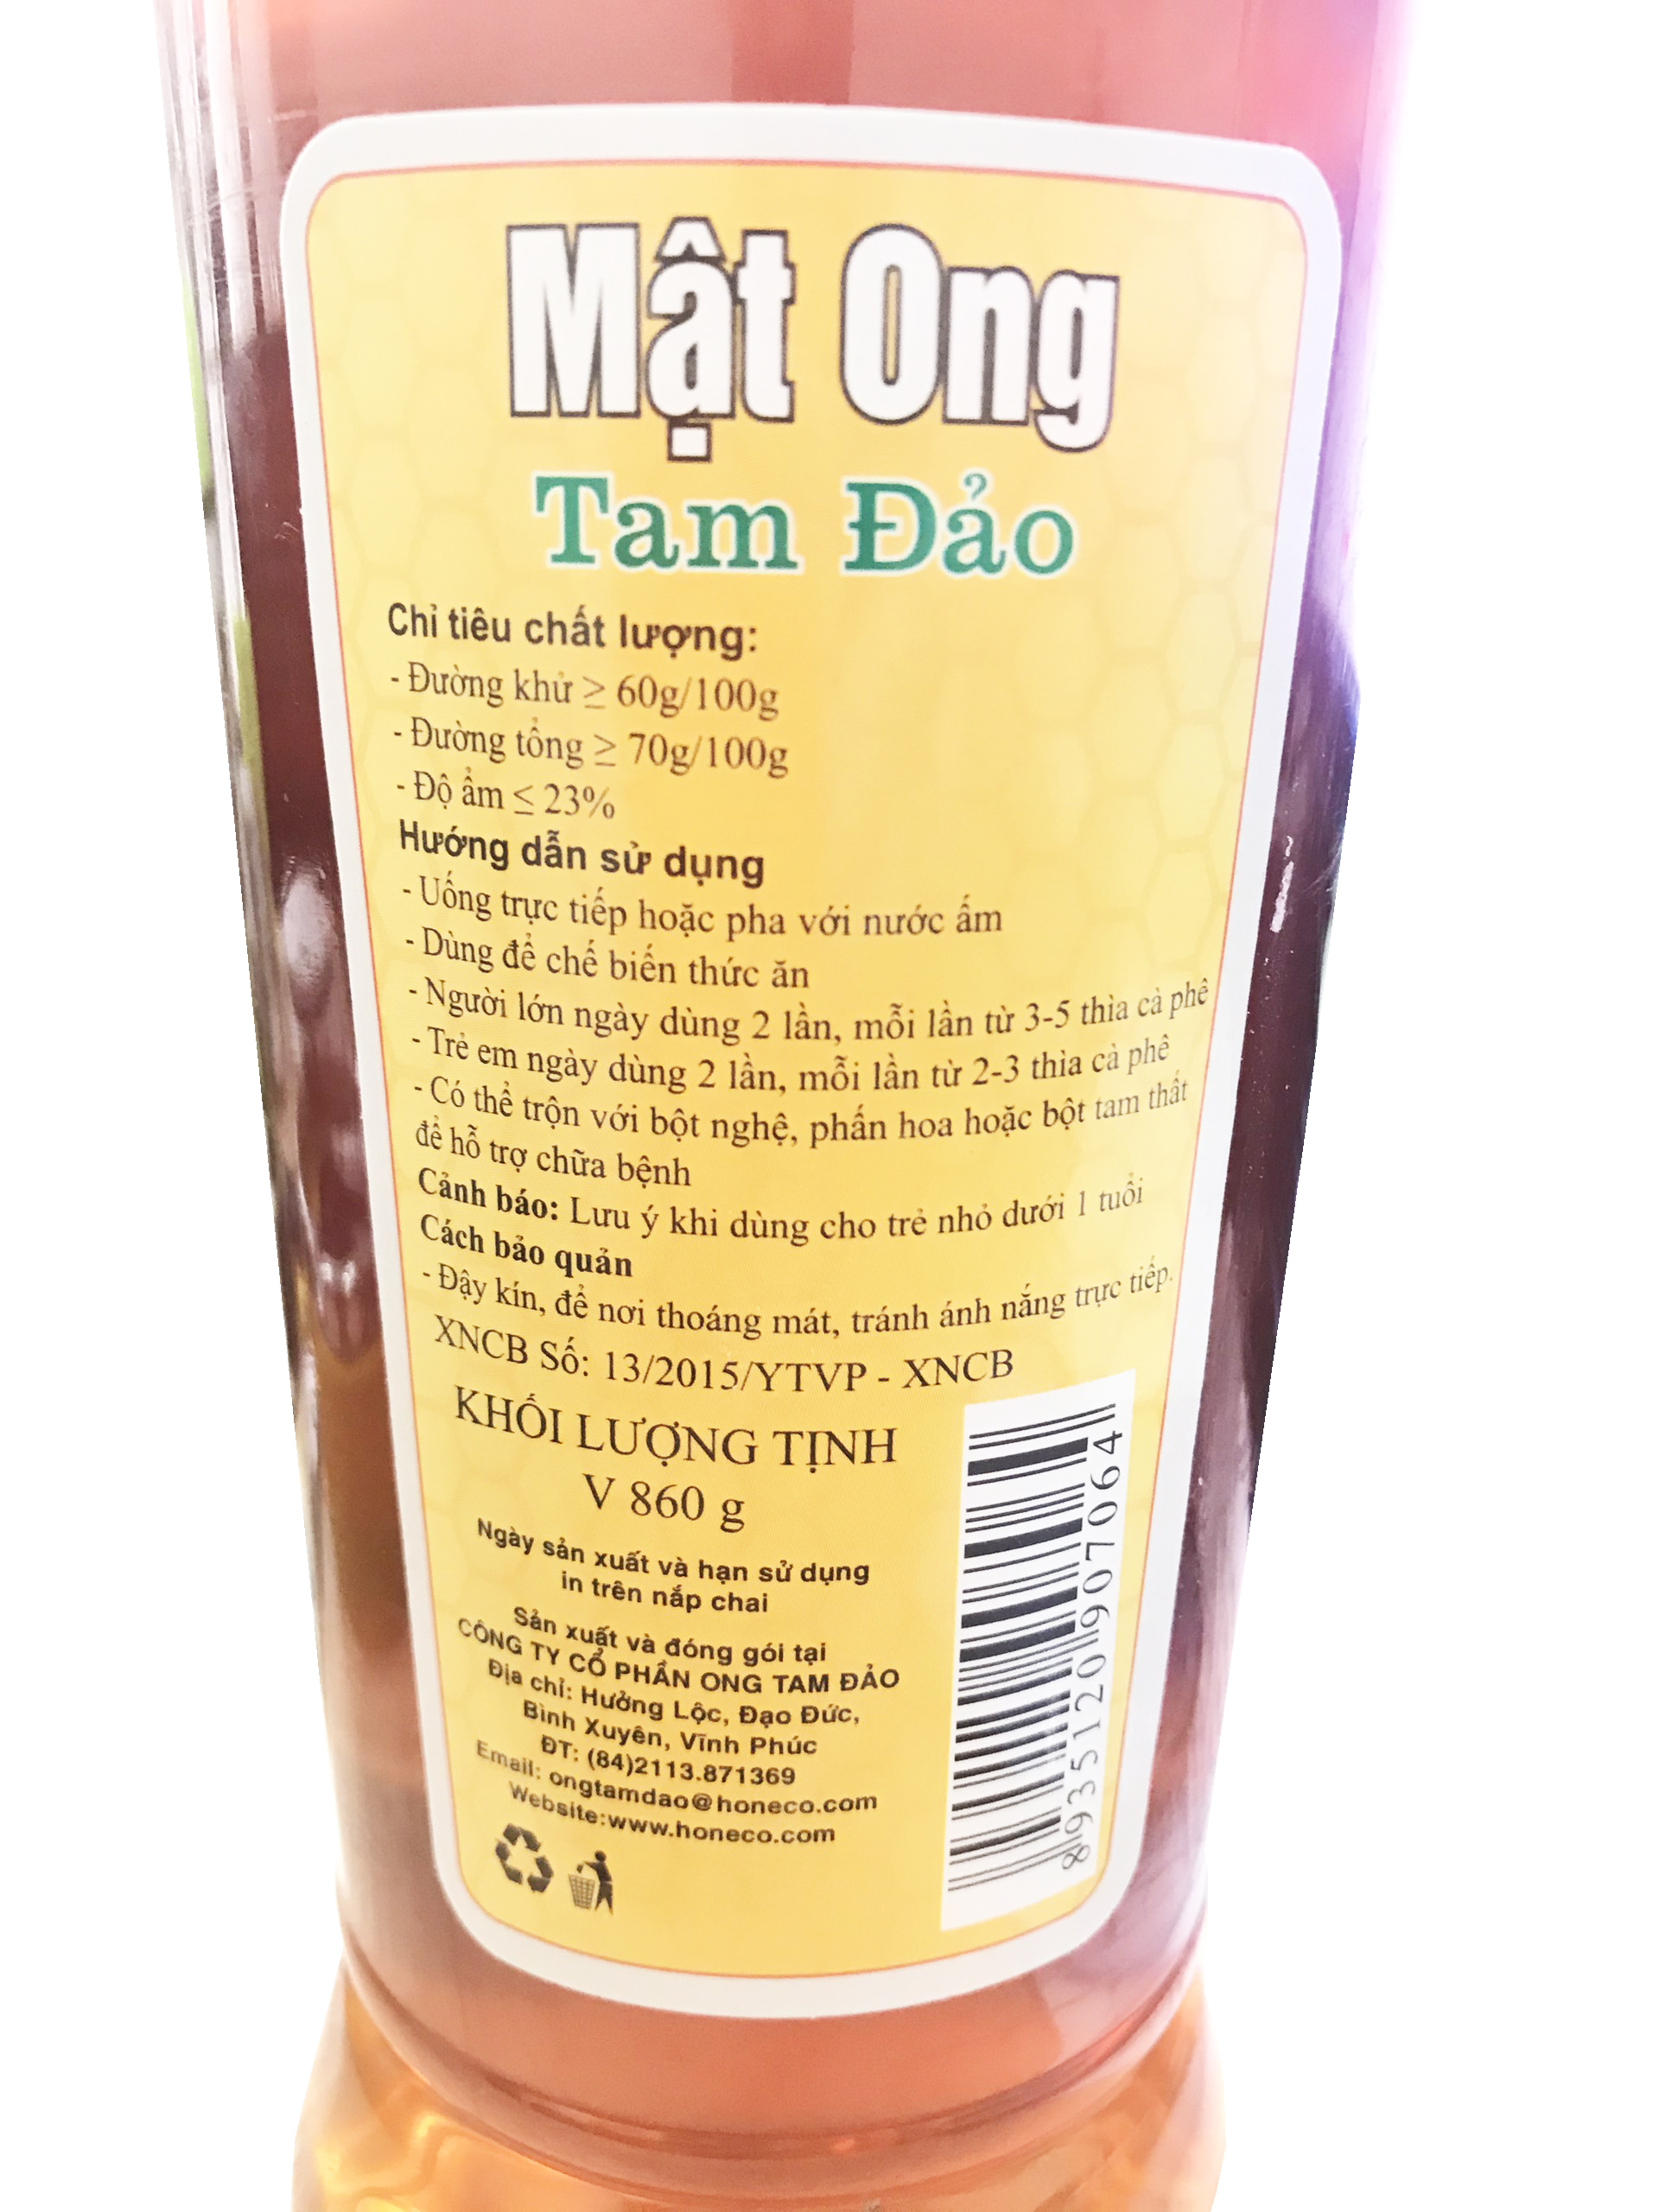 Mật Ong
Tam Đảo
Chỉ tiêu chất lượng:
- Đường khử ≥ 60g/100g
- Đường tổng ≥ 70g/100g
- Độ ẩm ≤ 23%
Hướng dẫn sử dụng
- Uống trực tiếp hoặc pha với nước ấm
- Dùng để chế biến thức ăn
- Người lớn ngày dùng 2 lần, mỗi lần từ 3-5 thìa cà phê
- Trẻ em ngày dùng 2 lần, mỗi lần từ 2-3 thìa cà phê
- Có thể trộn với bột nghệ, phấn hoa hoặc bột tam thất
để hỗ trợ chữa bệnh
Cảnh báo: Lưu ý khi dùng cho trẻ nhỏ dưới 1 tuổi
Cách bảo quản
- Đậy kín, để nơi thoáng mát, tránh ánh nắng trực tiếp.
XNCB Số: 13/2015/YTVP - XNCB
KHỐI LƯỢNG TỊNH
V 860 g
Ngày sản xuất và hạn sử dụng
in trên nắp chai
Sản xuất và đóng gói tại
CÔNG TY CỔ PHẦN ONG TAM ĐẢO
Địa chỉ: Hưởng Lộc, Đạo Đức,
Bình Xuyên, Vĩnh Phúc
ĐT: (84)2113.871369
Email: ongtamdao@honeco.com
Website:www.honeco.com
8935120907064